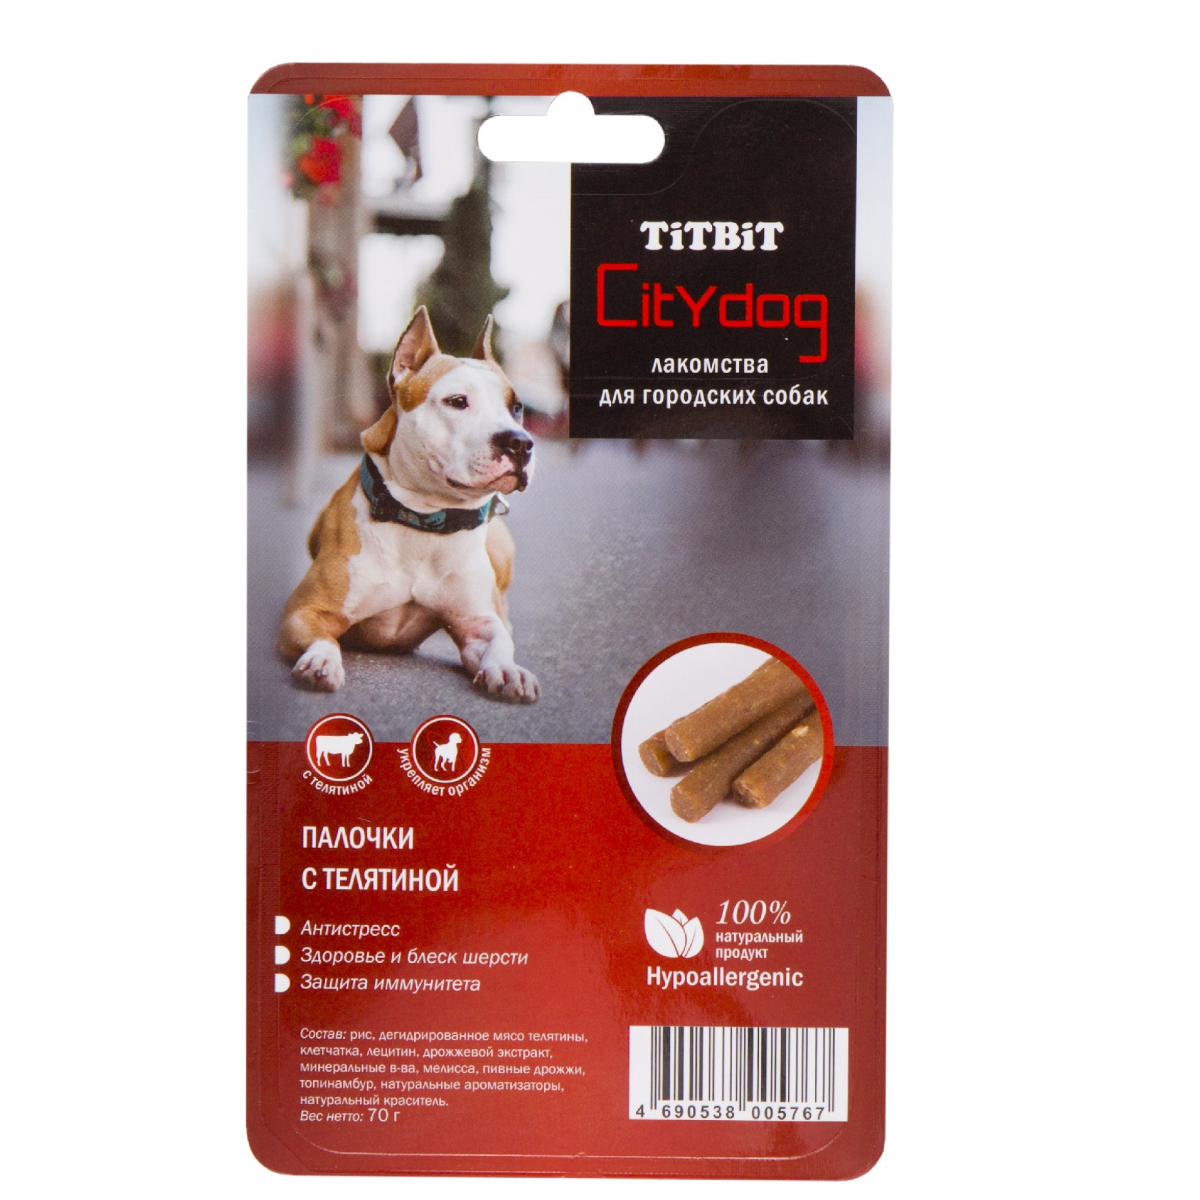 TiTBiT
Citydog
лакомства
для городских собак
с телятиной
укрепляет организм
ПАЛОЧКИ
С ТЕЛЯТИНОЙ
Антистресс
Здоровье и блеск шерсти
Защита иммунитета
100%
натуральный
продукт
Hypoallergenic
Состав: рис, дегидрированное мясо телятины,
клетчатка, лецитин, дрожжевой экстракт,
минеральные в-ва, мелисса, пивные дрожжи,
топинамбур, натуральные ароматизаторы,
натуральный краситель.
Вес нетто: 70 г
4 690538 005767